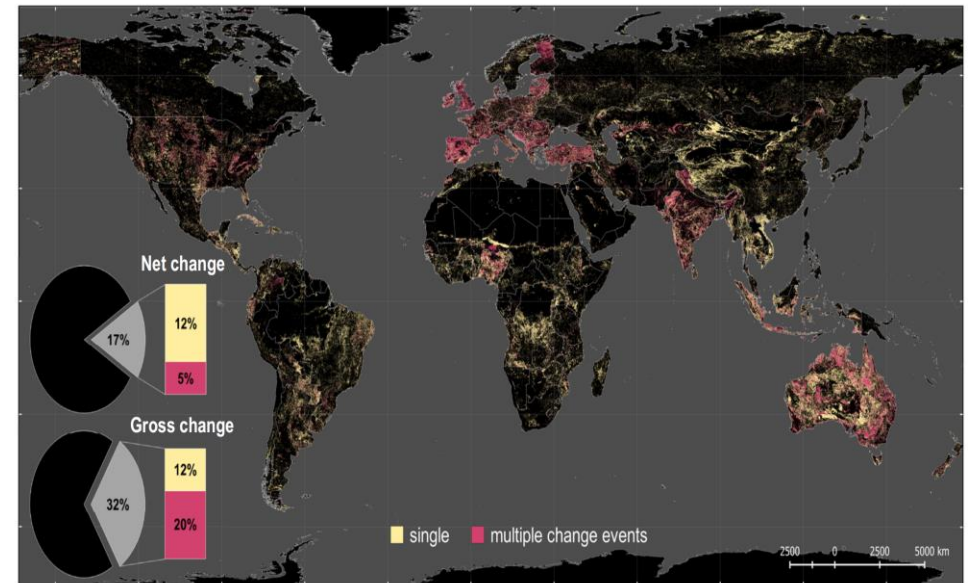 Net change
17%
12%
5%
Gross change
32%
12%
20%
single
multiple change events
2500 0 2500 5000 km